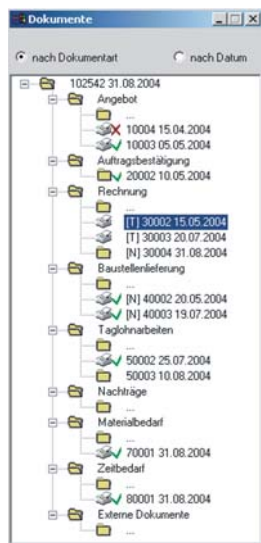 Dokumente
nach Dokumentart nach Datum
102542 31.08.2004
Angebot
...
10004 15.04.2004
10003 05.05.2004
Auftragsbestätigung
20002 10.05.2004
Rechnung
...
[T] 30002 15.05.2004
[T] 30003 20.07.2004
[N] 30004 31.08.2004
Baustellenlieferung
...
[N] 40002 20.05.2004
[N] 40003 19.07.2004
Taglohnarbeiten
...
50002 25.07.2004
50003 10.08.2004
Nachträge
...
Materialbedarf
...
70001 31.08.2004
Zeitbedarf
...
80001 31.08.2004
Externe Dokumente
...